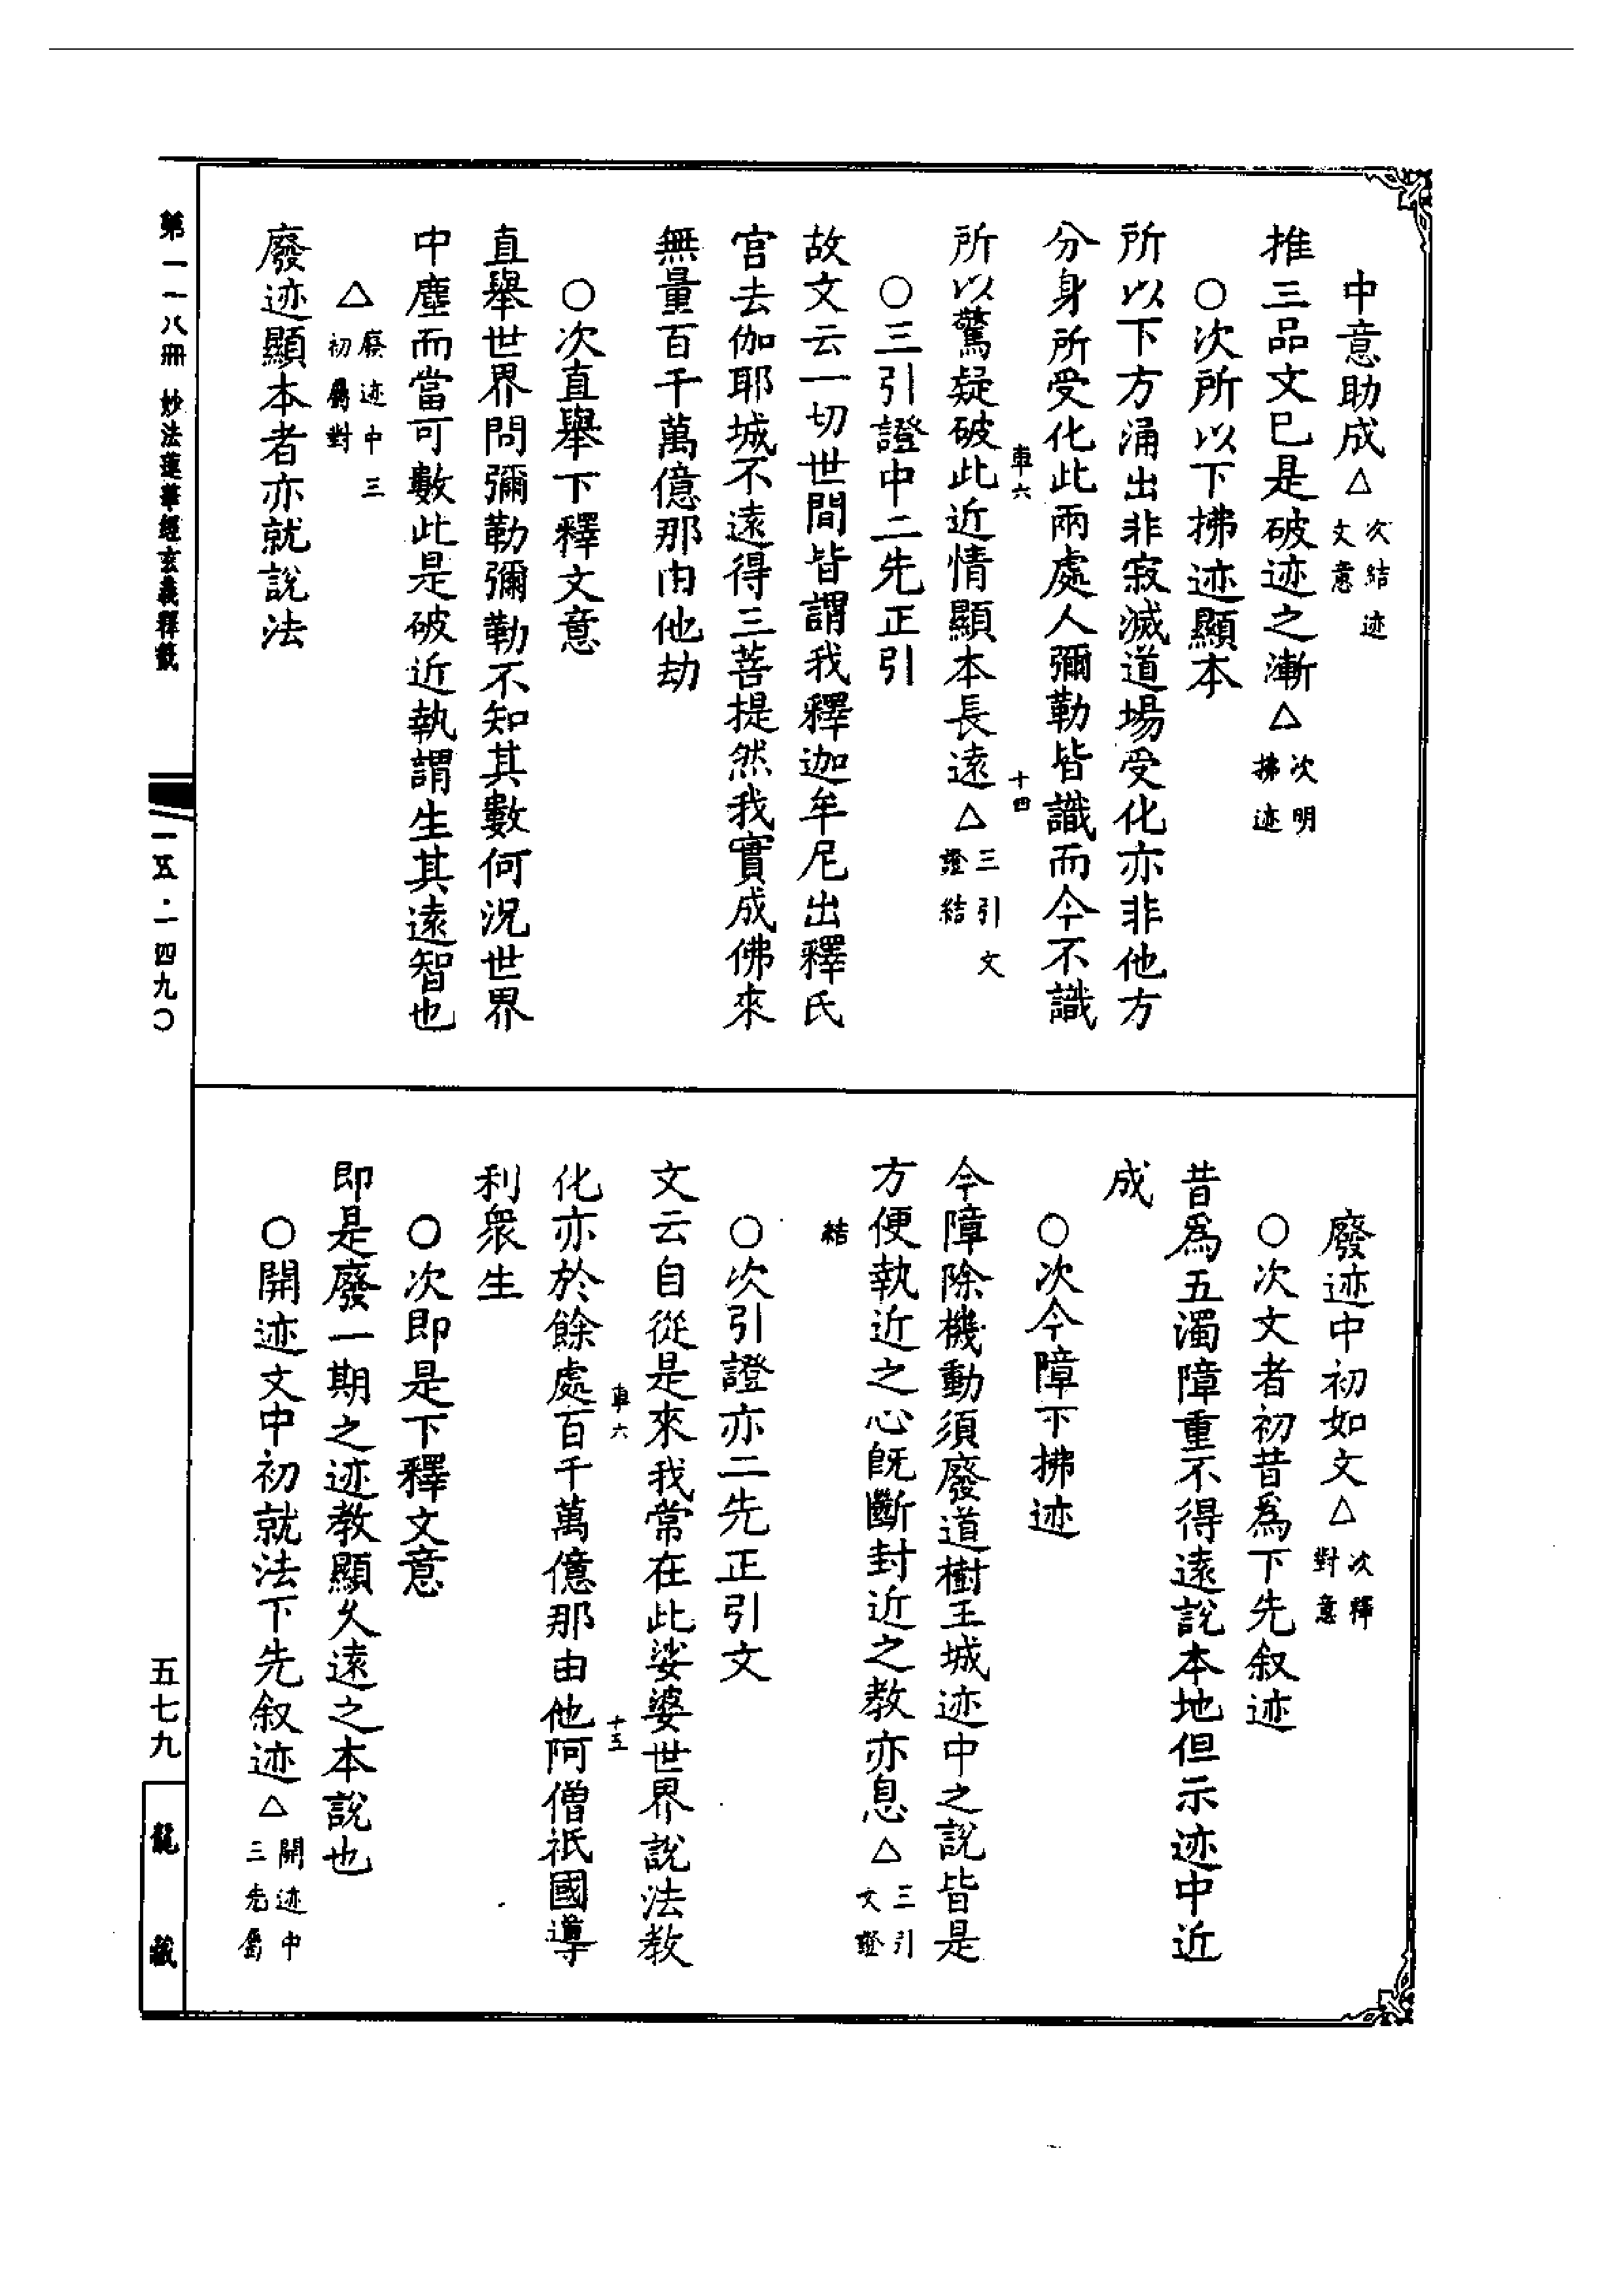 中意助成△次結迹文意
推三品文已是破迹之漸△次明拂迹
○次所以下拂迹顯本
所以下方涌出非寂滅道場受化亦非他方
分身所受化此兩處人彌勒皆識而今不識
車六 十四
所以驚疑破此近情顯本長遠△三引文證結
○三引證中二先正引
故文云一切世間皆謂我釋迦牟尼出釋氏
宮去伽耶城不遠得三菩提然我實成佛來
無量百千萬億那由他劫
○次直舉下釋文意
直舉世界問彌勒彌勒不知其數何況世界
中塵而當可數此是破近執謂生其遠智也
△廢迹中三初屬對
廢迹顯本者亦就說法
廢迹中初如文△次釋對意
○次文者初昔為下先叙迹
昔為五濁障重不得遠說本地但示迹中近
成
○次今障下拂迹
今障除機動須廢道樹王城迹中之說皆是
方便執近之心既斷封近之教亦息△三引文證
結
○次引證亦二先正引文
文云自從是來我常在此娑婆世界說法教
車六 十五
化亦於餘處百千萬億那由他阿僧祇國導
利眾生
○次即是下釋文意
即是廢一期之迹教顯久遠之本說也
○開迹文中初就法下先叙迹△開迹中三先屬
第一一八冊 妙法蓮華經玄義釋籤
一五·一四九〇
五七九
龍藏